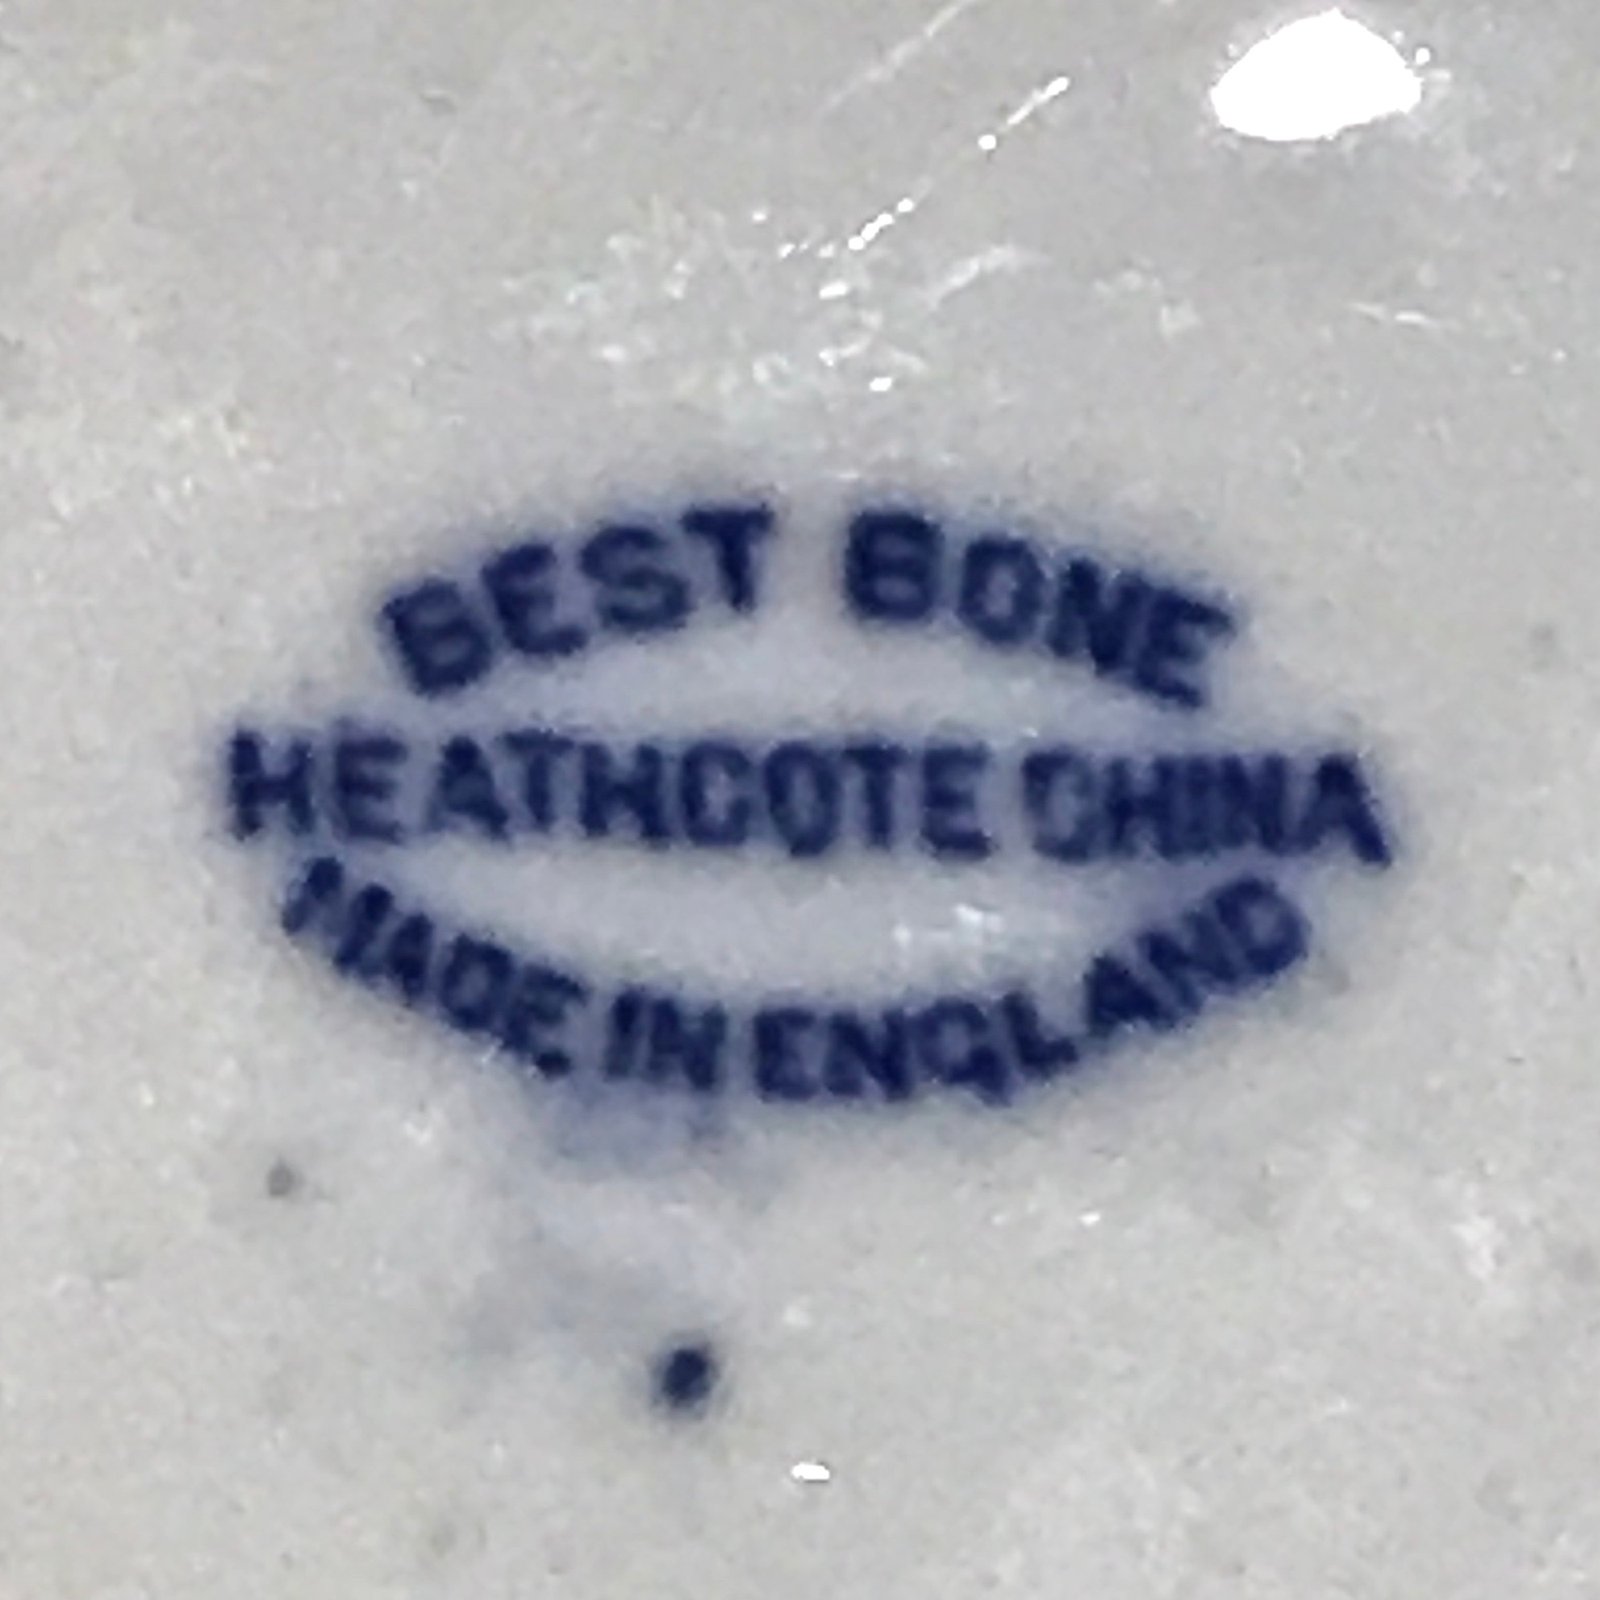 BEST BONE
HEATHCOTE CHINA
MADE IN ENGLAND